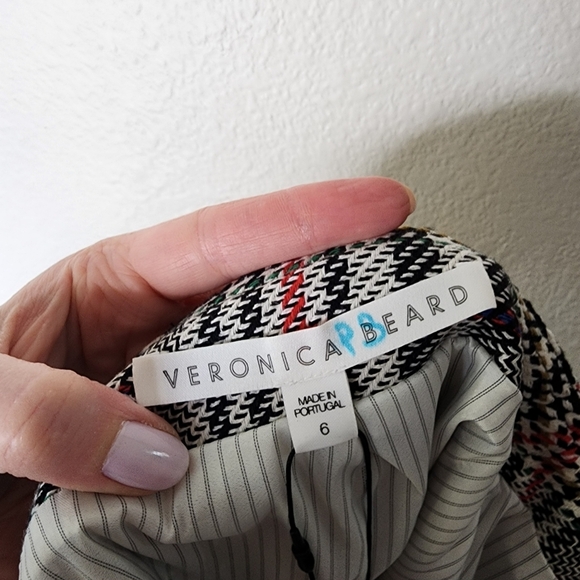 VERONICA BEARD
PB
MADE IN
PORTUGAL
6